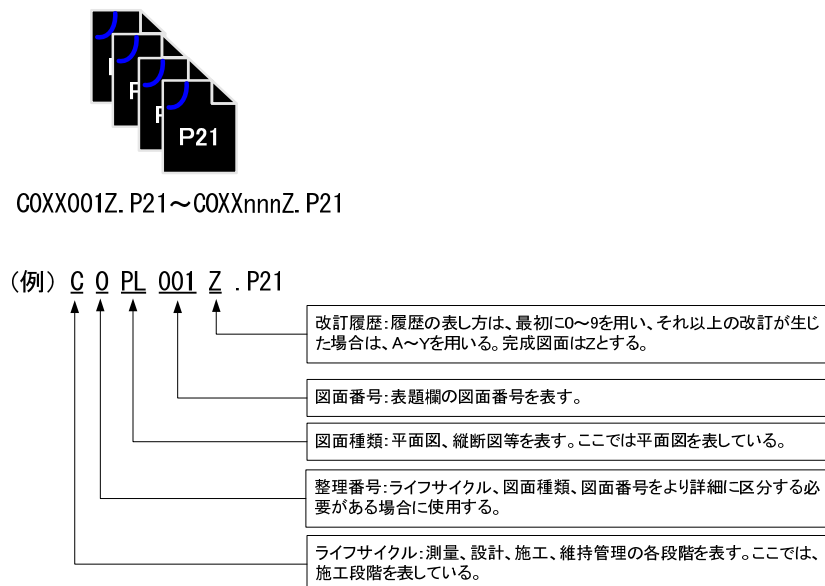 P
P
P
P21
C0XX001Z.P21～C0XXnnnZ.P21
(例) C 0 PL 001 Z .P21
改訂履歴:履歴の表し方は、最初に0～9を用い、それ以上の改訂が生じ
た場合は、A～Yを用いる。完成図面はZとする。
図面番号:表題欄の図面番号を表す。
図面種類:平面図、縦断図等を表す。ここでは平面図を表している。
整理番号:ライフサイクル、図面種類、図面番号をより詳細に区分する必
要がある場合に使用する。
ライフサイクル:測量、設計、施工、維持管理の各段階を表す。ここでは、
施工段階を表している。